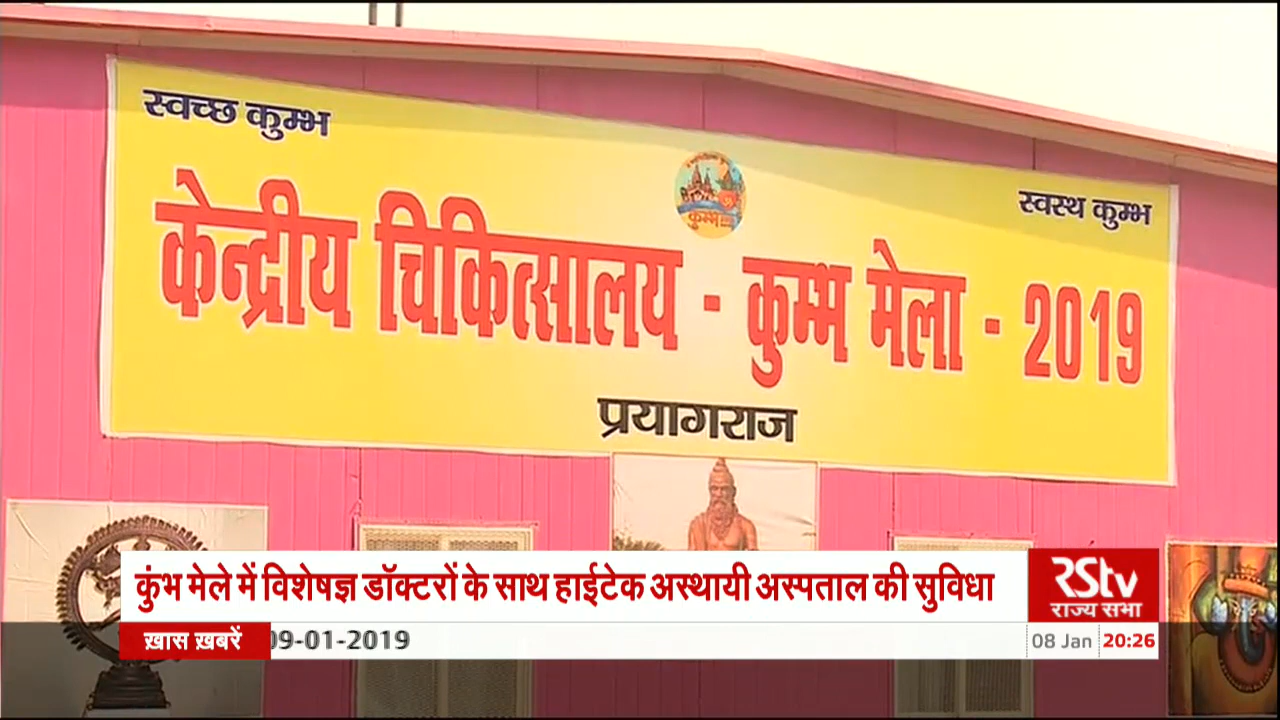 स्वच्छ कुम्भ
कुम्भ
स्वस्थ कुम्भ
केन्द्रीय चिकित्सालय - कुम्भ मेला - 2019
प्रयागराज
कुंभ मेले में विशेषज्ञ डॉक्टरों के साथ हाईटेक अस्थायी अस्पताल की सुविधा
RStv
राज्य सभा
ख़ास ख़बरें 09-01-2019 08 Jan 20:26